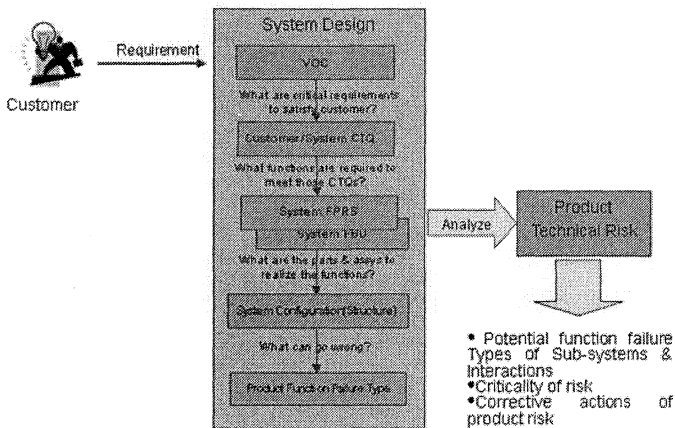 System Design
Requirement
Customer
VOC
What are critical requirements
to satisfy customer?
Customer/System CTQ
What functions are required to
meet those CTQs?
System FPRS
System
What are the parts & assys to
realize the functions?
System Configuration(Structure)
What can go wrong?
Product Function Failure Type
Analyze
Product
Technical Risk
• Potential function failure
Types of Sub-systems &
Interactions
•Criticality of risk
•Corrective actions of
product risk